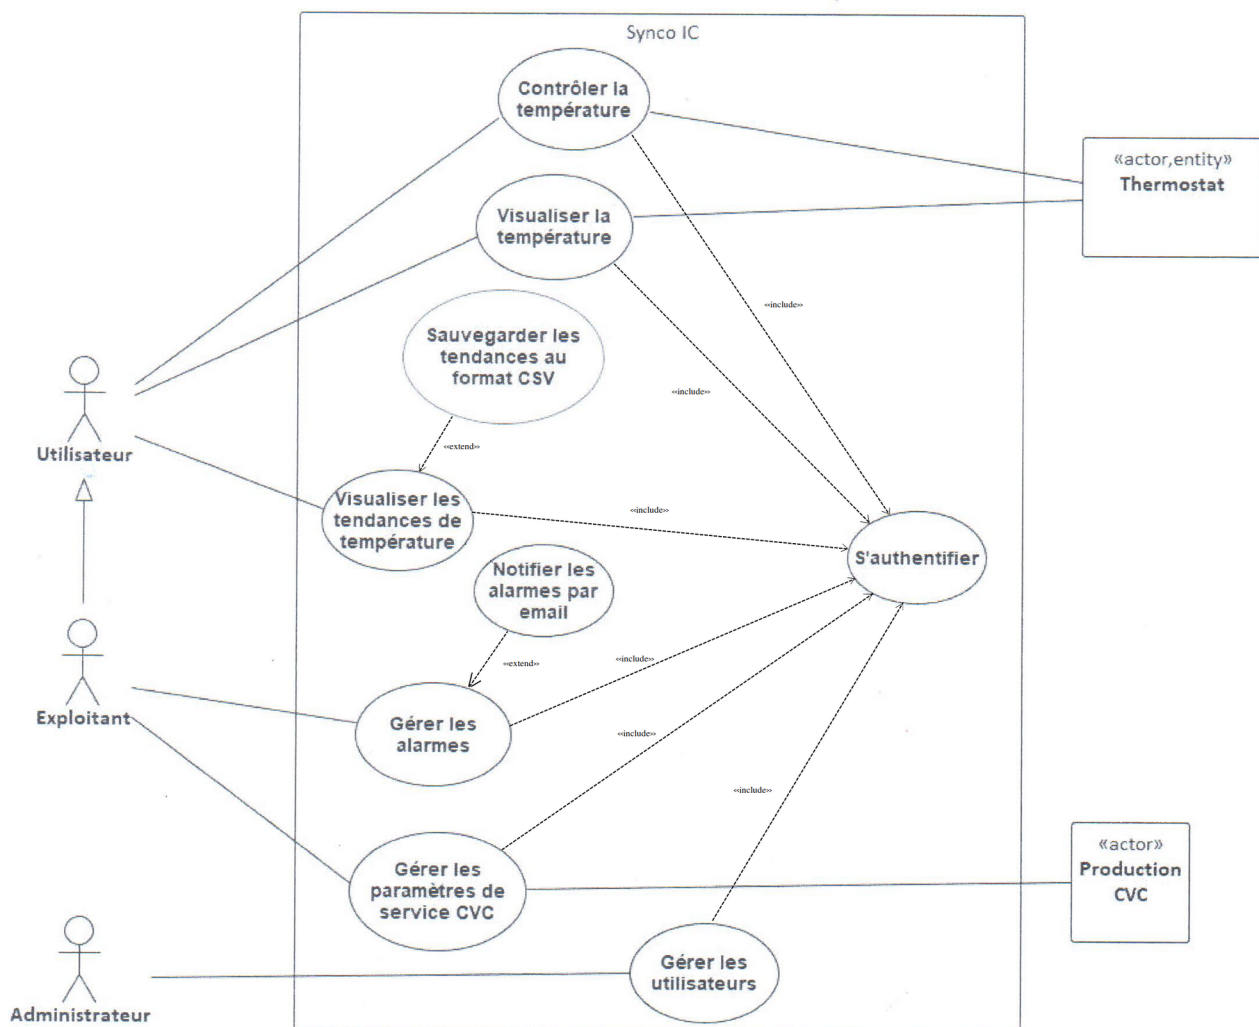 Synco IC
Contrôler la
température
«actor,entity»
Thermostat
Visualiser la
température
«include»
Sauvegarder les
tendances au
format CSV
«include»
«extend»
Utilisateur
Visualiser les
tendances de
température
«include»
S'authentifier
Notifier les
alarmes par
email
«extend»
«include»
Exploitant
Gérer les
alarmes
«include»
«include»
Gérer les
paramètres de
service CVC
«actor»
Production
CVC
Gérer les
utilisateurs
Administrateur